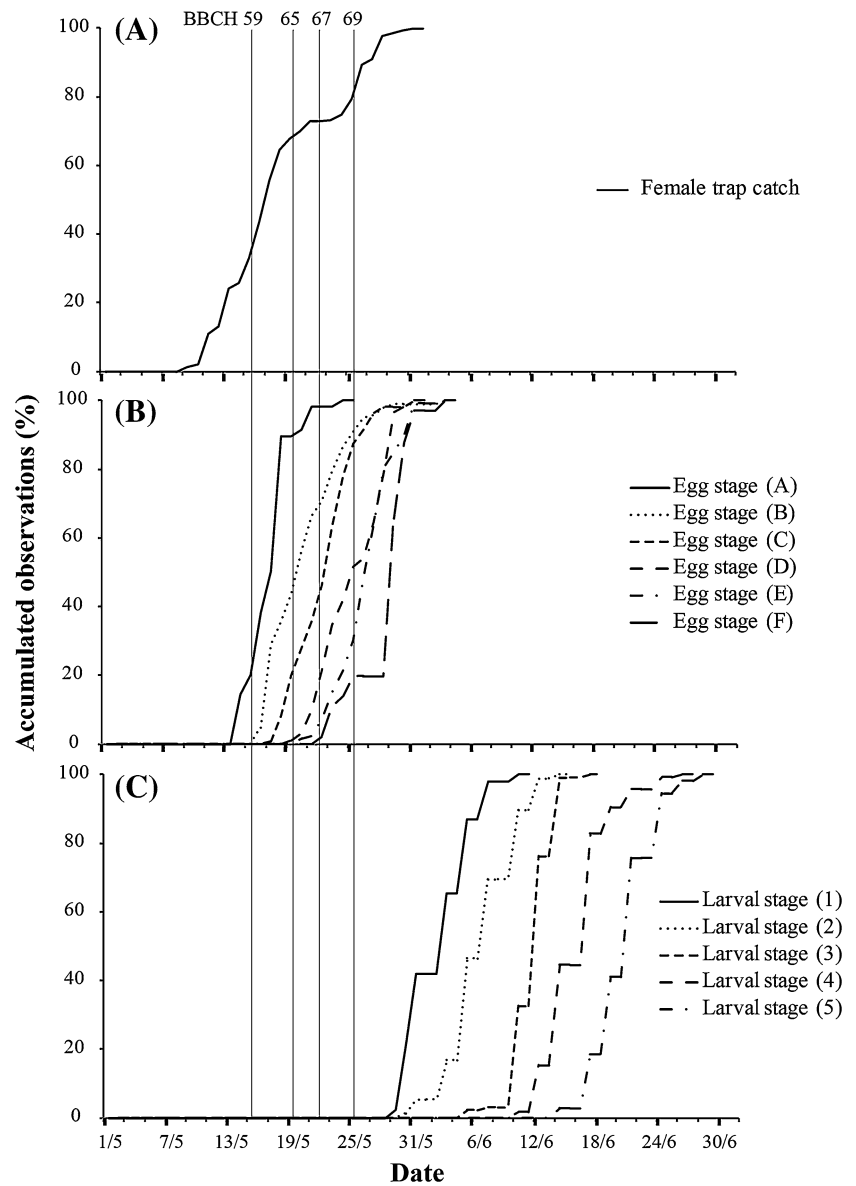 BBCH 59 65 67 69
(A)
100
80
60
40
20
0
Female trap catch
(B)
100
80
60
40
20
0
Egg stage (A)
Egg stage (B)
Egg stage (C)
Egg stage (D)
Egg stage (E)
Egg stage (F)
Accumulated observations (%)
(C)
100
80
60
40
20
0
Larval stage (1)
Larval stage (2)
Larval stage (3)
Larval stage (4)
Larval stage (5)
1/5 7/5 13/5 19/5 25/5 31/5 6/6 12/6 18/6 24/6 30/6
Date